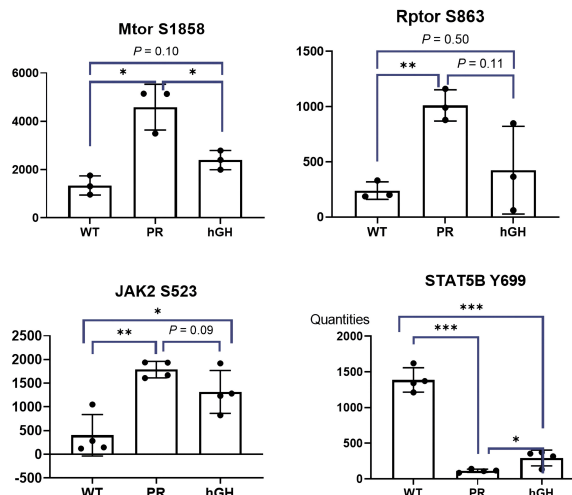 Mtor S1858
P = 0.10
* *
6000
4000
2000
0
WT PR hGH
Rptor S863
P = 0.50
** P = 0.11
1000
500
0
WT PR hGH
JAK2 S523
*
** P = 0.09
2500
2000
1500
1000
500
0
-500
WT PR hGH
STAT5B Y699
Quantities
***
***
*
2000
1500
1000
500
0
WT PR hGH